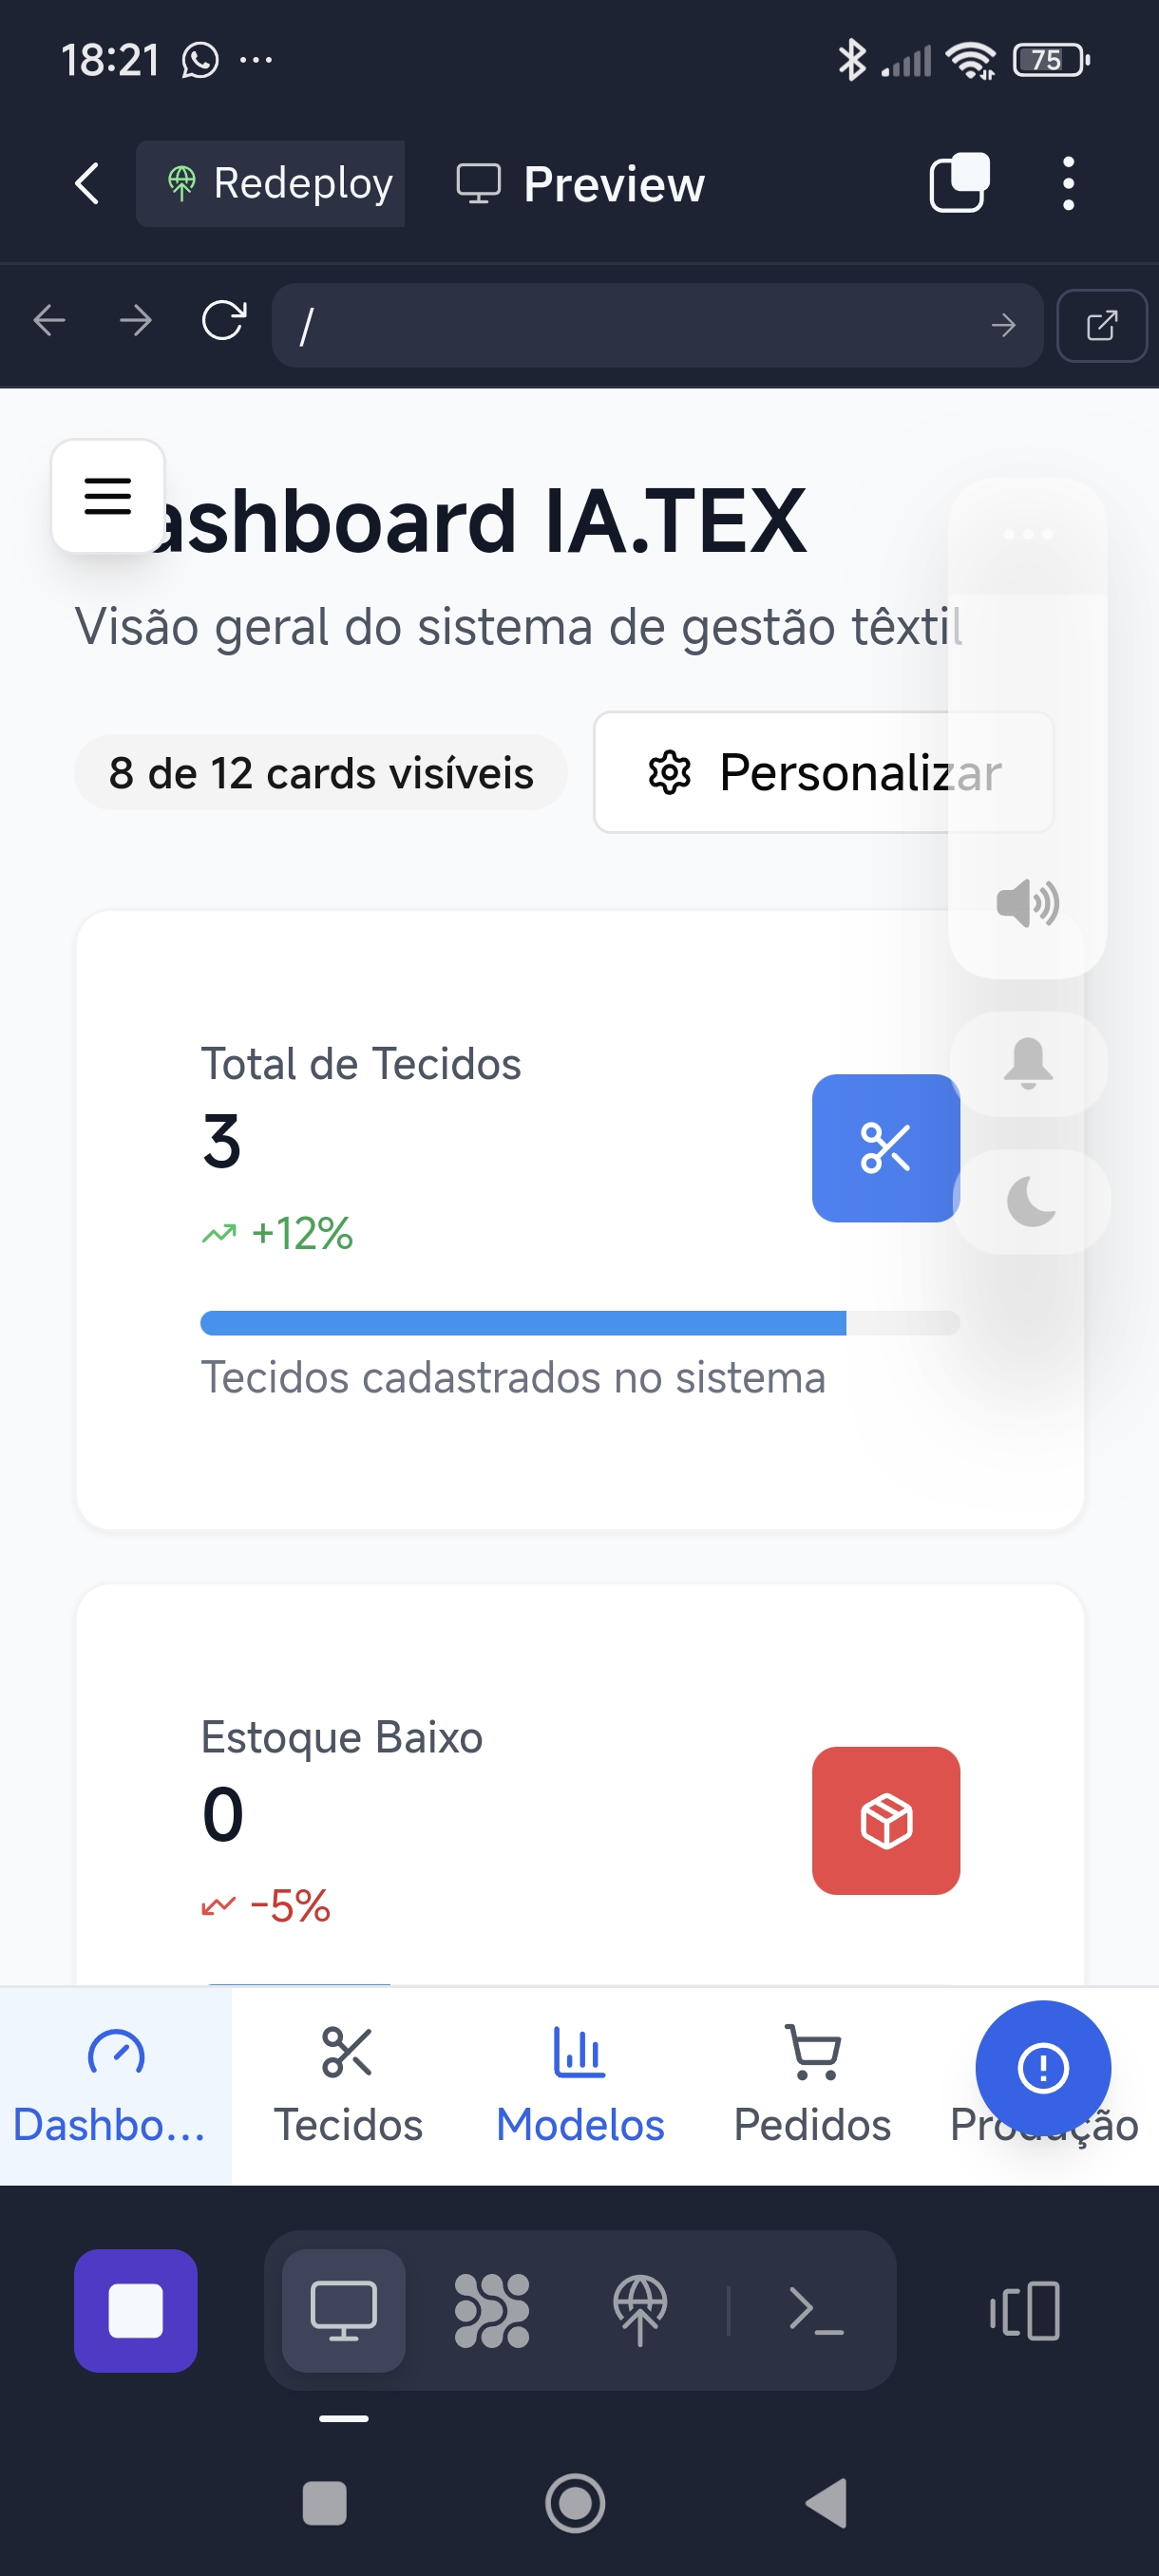 18:21 ... 75
Redeploy Preview
/
ashboard IA.TEX
Visão geral do sistema de gestão têxtil
8 de 12 cards visíveis Personalizar
Total de Tecidos
3
+12%
Tecidos cadastrados no sistema
Estoque Baixo
0
-5%
Dashbo... Tecidos Modelos Pedidos Produção